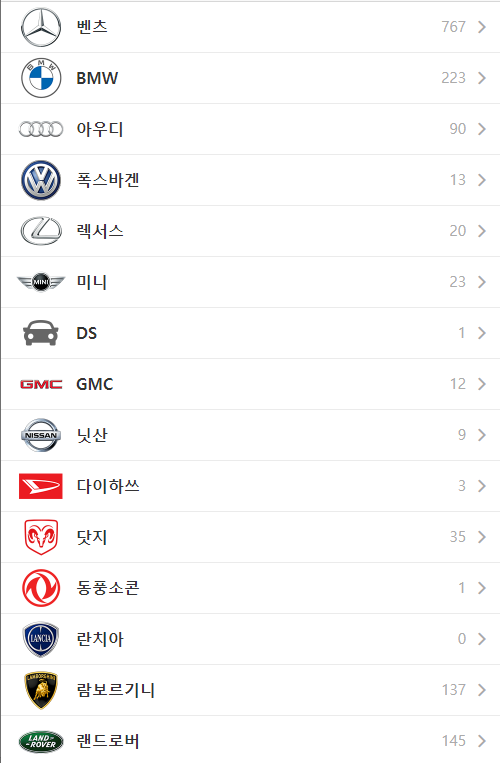 벤츠 767
BMW BMW 223
아우디 90
폭스바겐 13
렉서스 20
MINI 미니 23
DS 1
GMC GMC 12
NISSAN 닛산 9
다이하쓰 3
닷지 35
동풍소콘 1
LANCIA 란치아 0
LAMBORGHINI 람보르기니 137
LAND-ROVER 랜드로버 145